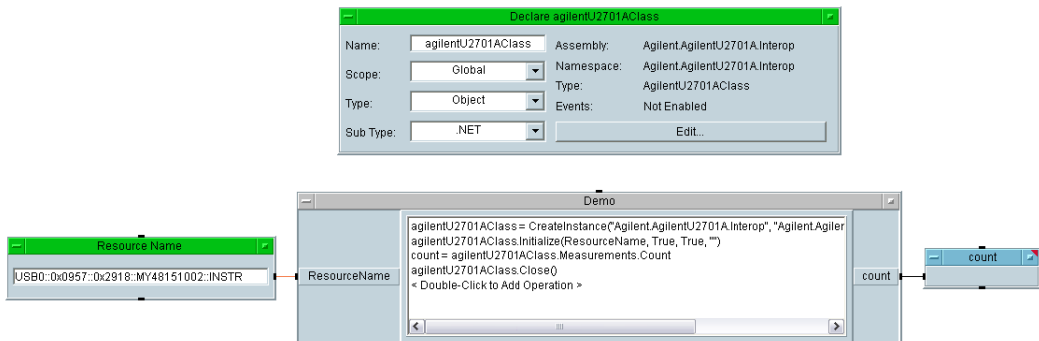 Declare agilentU2701AClass
Name: agilentU2701AClass Assembly: Agilent.AgilentU2701A.Interop
Scope: Global Namespace: Agilent.AgilentU2701A.Interop
Type: AgilentU2701AClass
Type: Object Events: Not Enabled
Sub Type: .NET Edit...
Demo
agilentU2701AClass = CreateInstance("Agilent.AgilentU2701A.Interop", "Agilent.Agiler
agilentU2701AClass.Initialize(ResourceName, True, True, "")
count = agilentU2701AClass.Measurements.Count
agilentU2701AClass.Close()
< Double-Click to Add Operation >
Resource Name
USB0::0x0957::0x2918::MY48151002::INSTR
ResourceName
count
count